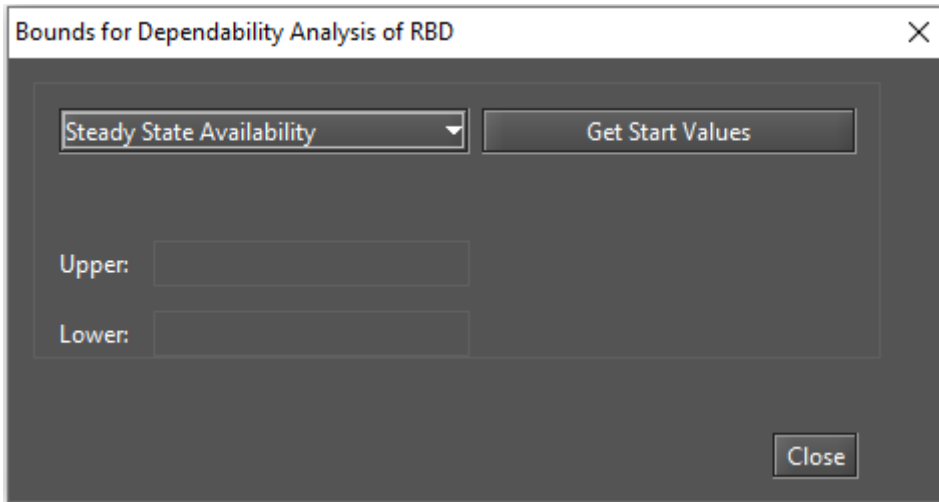 Bounds for Dependability Analysis of RBD
Steady State Availability
Get Start Values
Upper:
Lower:
Close